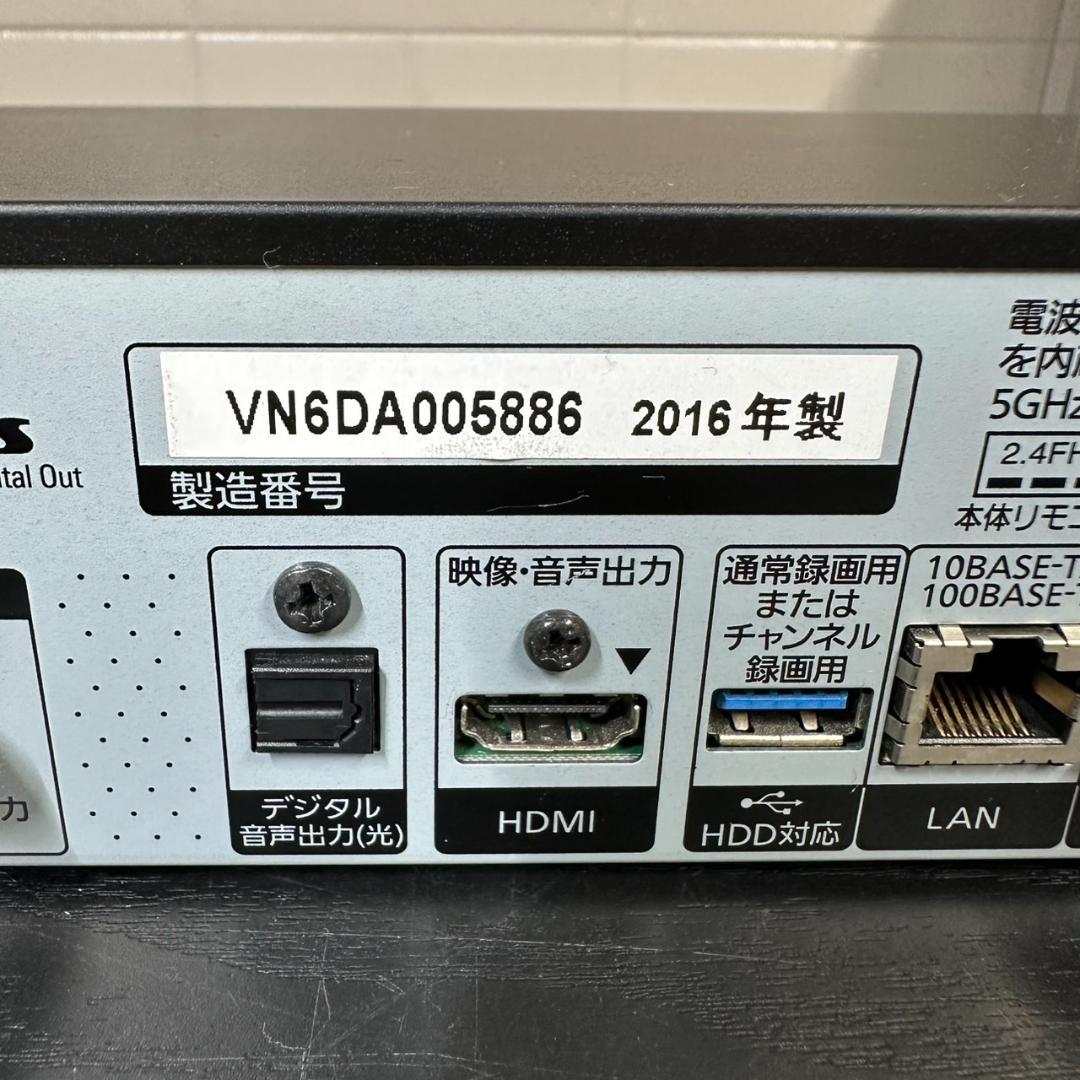 VN6DA005886 2016年製
製造番号
tal Out
電波
を内
5GHz
2.4FH
本体リモコ
映像・音声出力
通常録画用
または
チャンネル
録画用
10BASE-T
100BASE-T
力
デジタル
音声出力(光)
HDMI
HDD対応
LAN